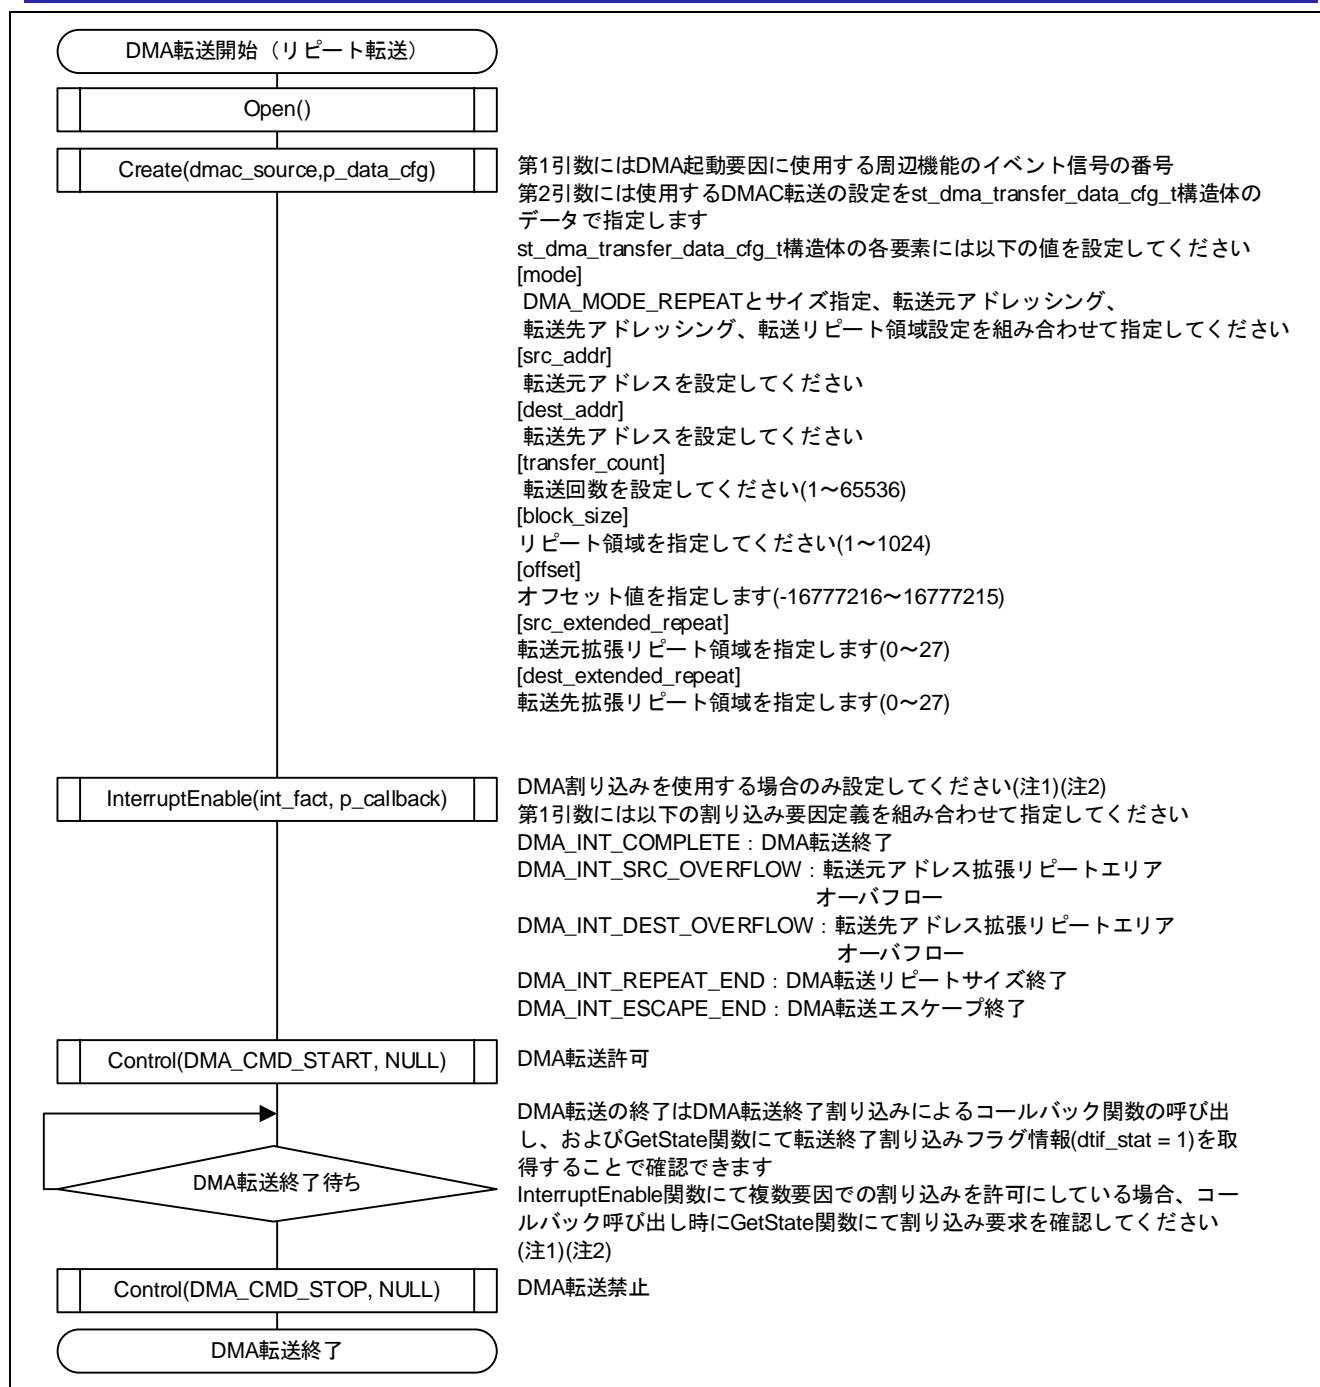 DMA転送開始（リピート転送）
Open()
Create(dmac_source,p_data_cfg)
第1引数にはDMA起動要因に使用する周辺機能のイベント信号の番号
第2引数には使用するDMAC転送の設定をst_dma_transfer_data_cfg_t構造体の
データで指定します
st_dma_transfer_data_cfg_t構造体の各要素には以下の値を設定してください
[mode]
DMA_MODE_REPEATとサイズ指定、転送元アドレッシング、
転送先アドレッシング、転送リピート領域設定を組み合わせて指定してください
[src_addr]
転送元アドレスを設定してください
[dest_addr]
転送先アドレスを設定してください
[transfer_count]
転送回数を設定してください(1～65536)
[block_size]
リピート領域を指定してください(1～1024)
[offset]
オフセット値を指定します(-16777216～16777215)
[src_extended_repeat]
転送元拡張リピート領域を指定します(0～27)
[dest_extended_repeat]
転送先拡張リピート領域を指定します(0～27)
InterruptEnable(int_fact, p_callback)
DMA割り込みを使用する場合のみ設定してください(注1)(注2)
第1引数には以下の割り込み要因定義を組み合わせて指定してください
DMA_INT_COMPLETE：DMA転送終了
DMA_INT_SRC_OVERFLOW：転送元アドレス拡張リピートエリア
オーバフロー
DMA_INT_DEST_OVERFLOW：転送先アドレス拡張リピートエリア
オーバフロー
DMA_INT_REPEAT_END：DMA転送リピートサイズ終了
DMA_INT_ESCAPE_END：DMA転送エスケープ終了
Control(DMA_CMD_START, NULL)
DMA転送許可
DMA転送終了待ち
DMA転送の終了はDMA転送終了割り込みによるコールバック関数の呼び出
し、およびGetState関数にて転送終了割り込みフラグ情報(dtif_stat = 1)を取
得することで確認できます
InterruptEnable関数にて複数要因での割り込みを許可にしている場合、コー
ルバック呼び出し時にGetState関数にて割り込み要求を確認してください
(注1)(注2)
Control(DMA_CMD_STOP, NULL)
DMA転送禁止
DMA転送終了